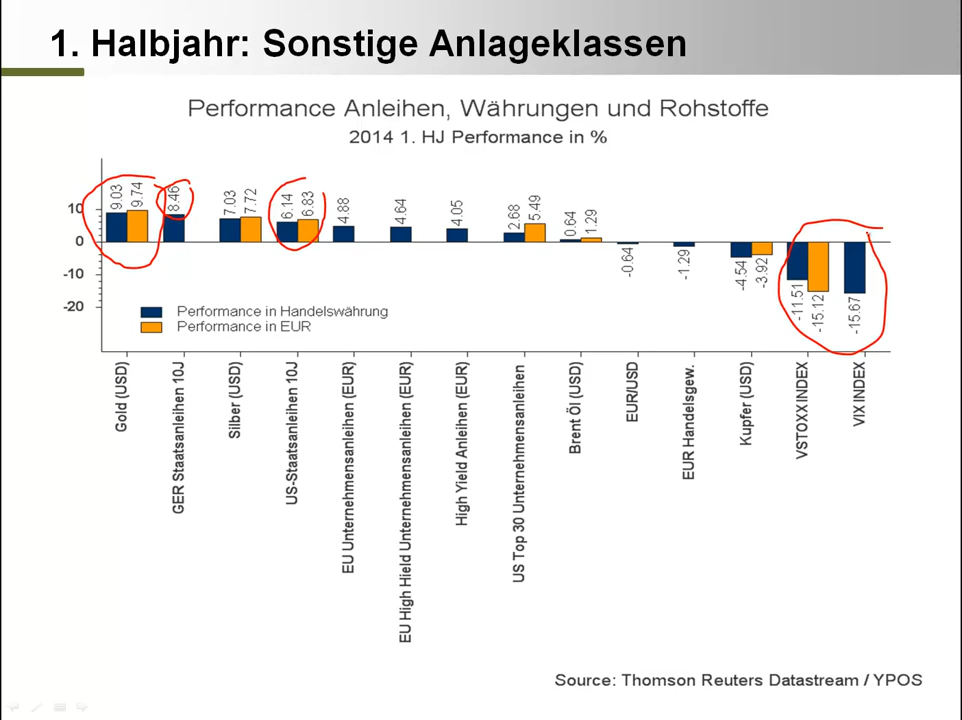 1. Halbjahr: Sonstige Anlageklassen
Performance Anleihen, Währungen und Rohstoffe
2014 1. HJ Performance in %
10
0
-10
-20
9.03
9.74
8.46
7.03
7.72
6.14
6.83
4.88
4.64
4.05
2.68
5.49
0.64
1.29
-0.64
-1.29
-4.54
-3.92
-11.51
-15.12
-15.67
Performance in Handelswährung
Performance in EUR
Gold (USD)
GER Staatsanleihen 10J
Silber (USD)
US-Staatsanleihen 10J
EU Unternehmensanleihen (EUR)
EU High Hield Unternehmensanleihen (EUR)
High Yield Anleihen (EUR)
US Top 30 Unternehmensanleihen
Brent Öl (USD)
EUR/USD
EUR Handelsgew.
Kupfer (USD)
VSTOXX INDEX
VIX INDEX
Source: Thomson Reuters Datastream / YPOS